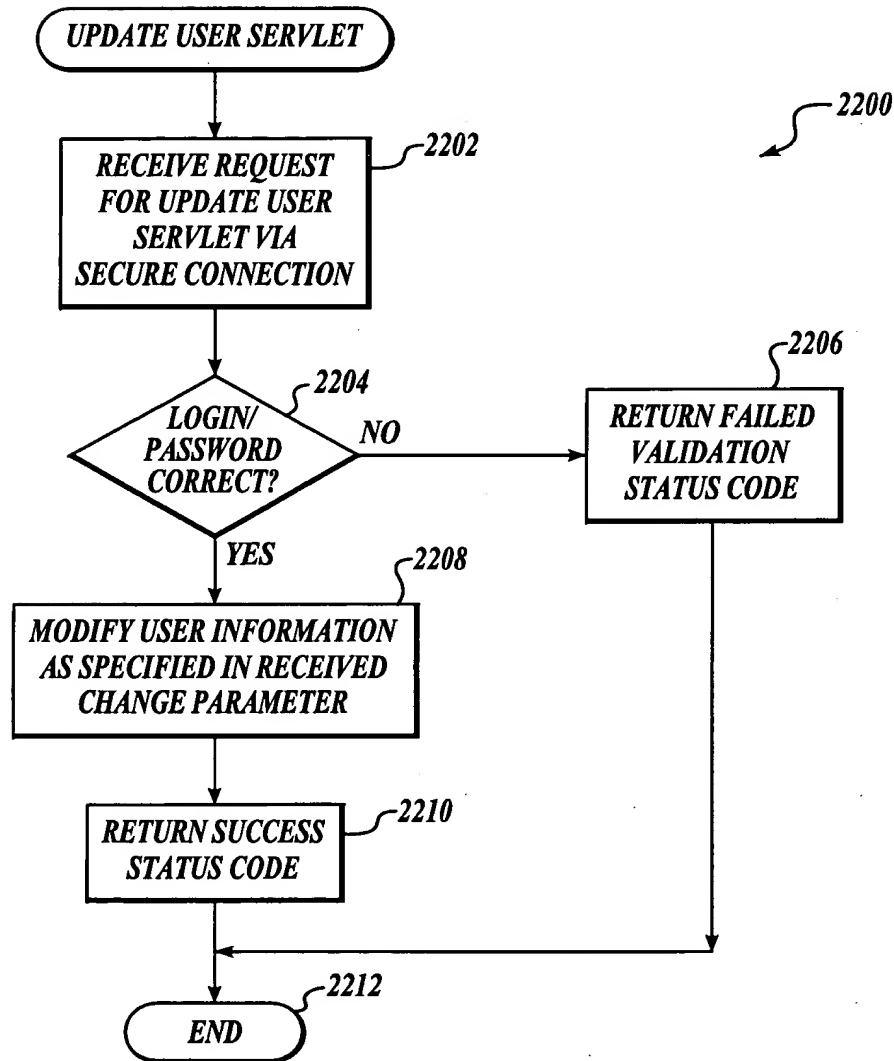 UPDATE USER SERVLET
2200
2202
RECEIVE REQUEST
FOR UPDATE USER
SERVLET VIA
SECURE CONNECTION
2204
LOGIN/
PASSWORD
CORRECT?
NO
2206
RETURN FAILED
VALIDATION
STATUS CODE
YES
2208
MODIFY USER INFORMATION
AS SPECIFIED IN RECEIVED
CHANGE PARAMETER
2210
RETURN SUCCESS
STATUS CODE
2212
END